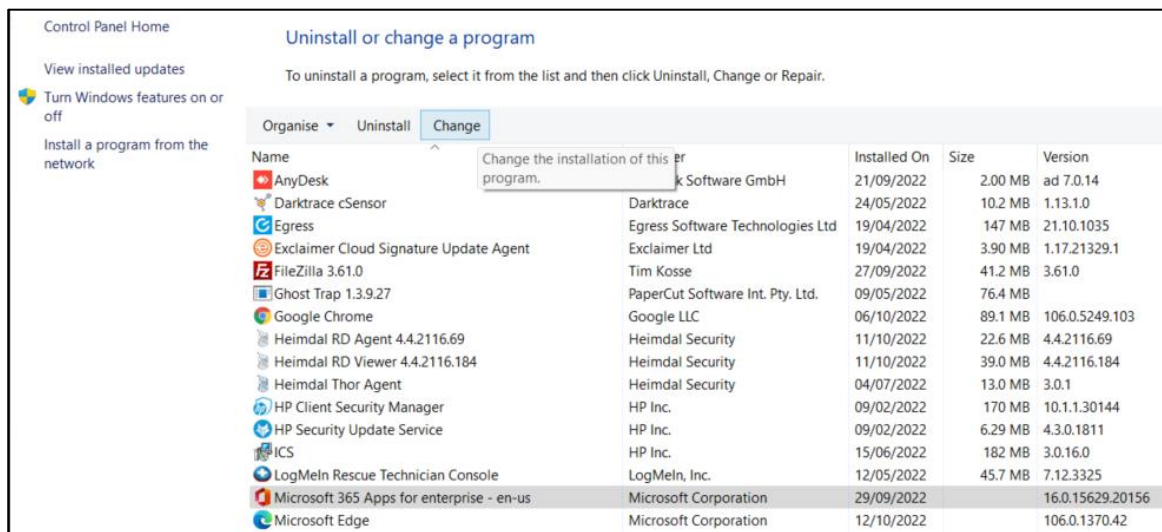 Control Panel Home
View installed updates
Turn Windows features on or
off
Install a program from the
network
Uninstall or change a program
To uninstall a program, select it from the list and then click Uninstall, Change or Repair.
Organise Uninstall Change
Change the installation of this
program.
Name er Installed On Size Version
AnyDesk k Software GmbH 21/09/2022 2.00 MB ad 7.0.14
Darktrace cSensor Darktrace 24/05/2022 10.2 MB 1.13.1.0
Egress Egress Software Technologies Ltd 19/04/2022 147 MB 21.10.1035
Exclaimer Cloud Signature Update Agent Exclaimer Ltd 19/04/2022 3.90 MB 1.17.21329.1
FileZilla 3.61.0 Tim Kosse 27/09/2022 41.2 MB 3.61.0
Ghost Trap 1.3.9.27 PaperCut Software Int. Pty. Ltd. 09/05/2022 76.4 MB
Google Chrome Google LLC 06/10/2022 89.1 MB 106.0.5249.103
Heimdal RD Agent 4.4.2116.69 Heimdal Security 11/10/2022 22.6 MB 4.4.2116.69
Heimdal RD Viewer 4.4.2116.184 Heimdal Security 11/10/2022 39.0 MB 4.4.2116.184
Heimdal Thor Agent Heimdal Security 04/07/2022 13.0 MB 3.0.1
HP Client Security Manager HP Inc. 09/02/2022 170 MB 10.1.1.30144
HP Security Update Service HP Inc. 09/02/2022 6.29 MB 4.3.0.1811
ICS HP Inc. 15/06/2022 182 MB 3.0.16.0
LogMeIn Rescue Technician Console LogMeIn, Inc. 12/05/2022 45.7 MB 7.12.3325
Microsoft 365 Apps for enterprise - en-us Microsoft Corporation 29/09/2022 16.0.15629.20156
Microsoft Edge Microsoft Corporation 12/10/2022 106.0.1370.42